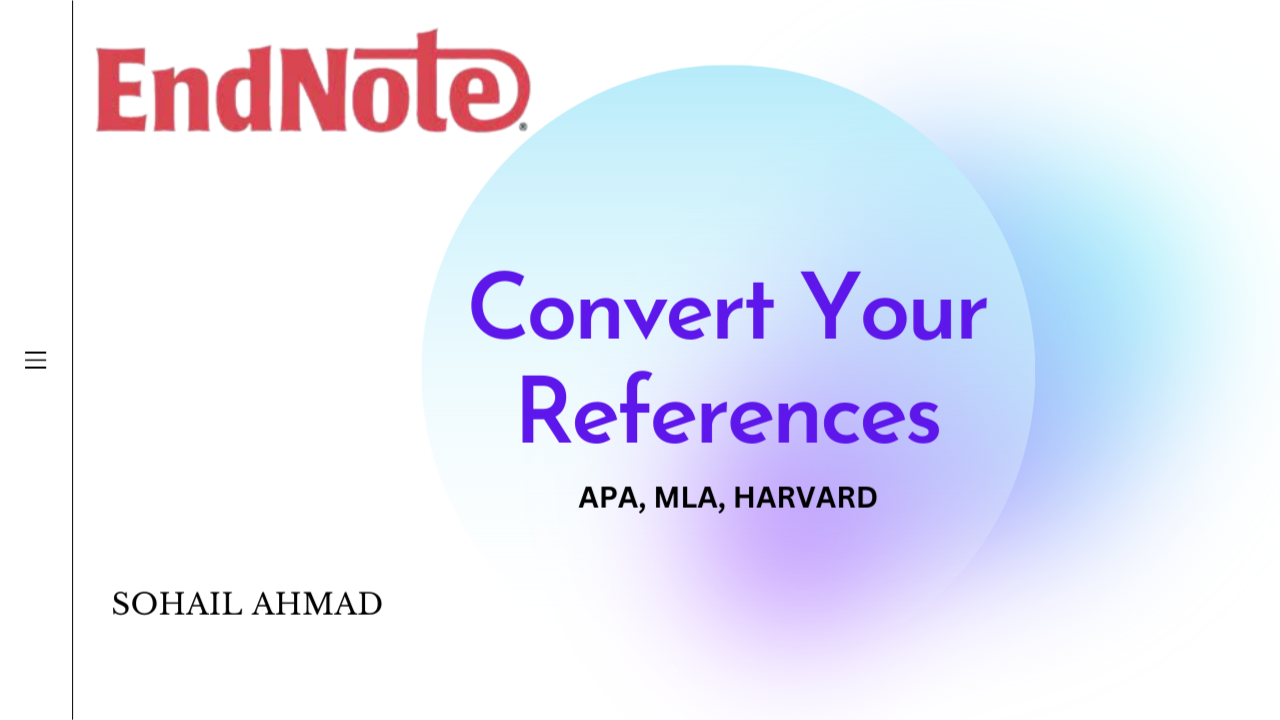 EndNote®
Convert Your
References
APA, MLA, HARVARD
SOHAIL AHMAD